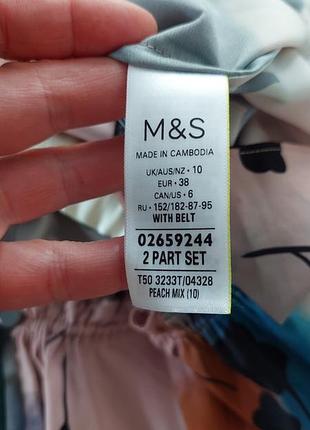 M&S
MADE IN CAMBODIA
UK/AUS/NZ • 10
EUR • 38
CAN/US • 6
RU • 152/182-87-95
WITH BELT
02659244
2 PART SET
T50 3233T/04328
PEACH MIX (10)